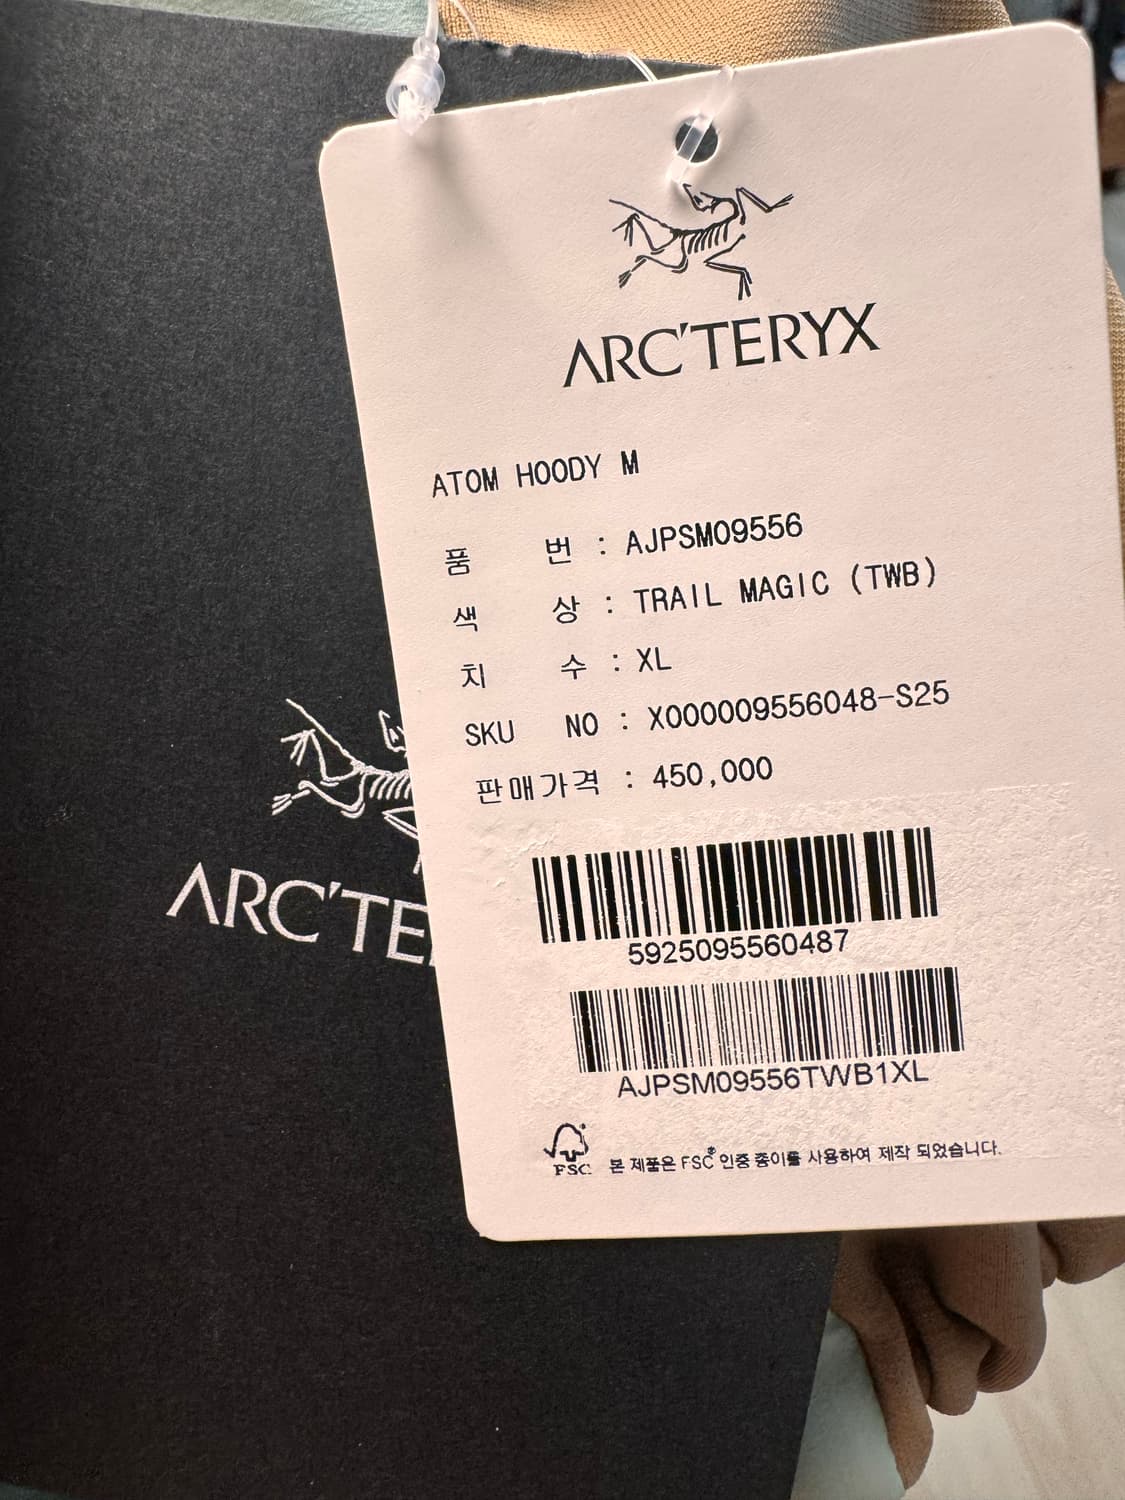 ARC'TERYX
ATOM HOODY M
품 번 : AJPSM09556
색 상 : TRAIL MAGIC (TWB)
치 수 : XL
SKU NO : X000009556048-S25
판매가격 : 450,000
5925095560487
AJPSM09556TWB1XL
FSC
본 제품은 FSC® 인증 종이를 사용하여 제작 되었습니다.
ARC'TE